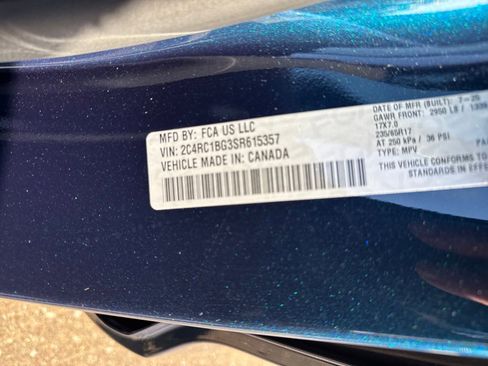 MFD BY: FCA US LLC
VIN: 2C4RC1BG3SR615357
VEHICLE MADE IN: CANADA
DATE OF MFR (BUILT): 7-25
GAWR FRONT: 2950 LB / 1339
17X7.0
235/65R17
AT 250 kPa / 36 PSI
TYPE: MPV
THIS VEHICLE CONFORMS TO
STANDARDS IN EFFEC